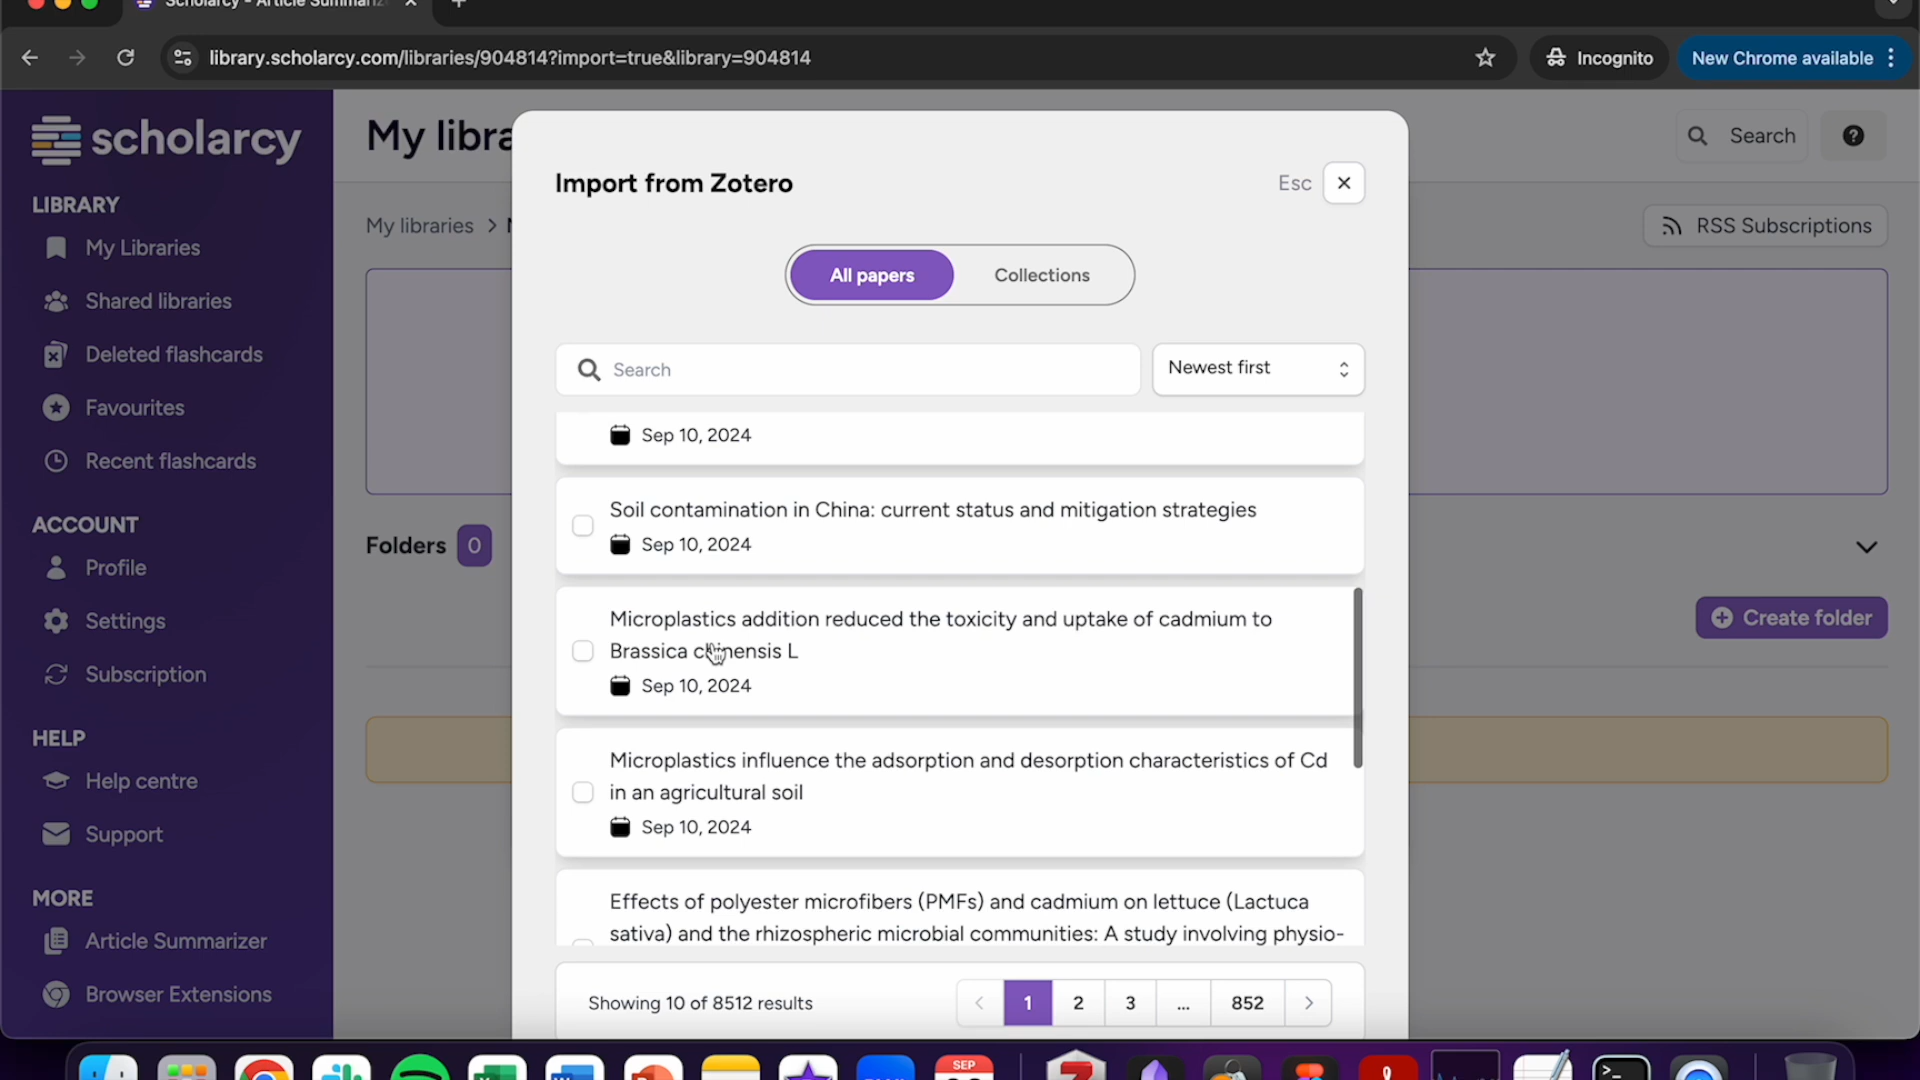 Scholarcy - Article Summariz
library.scholarcy.com/libraries/904814?import=true&library=904814
Incognito
New Chrome available
scholarcy
LIBRARY
My Libraries
Shared libraries
Deleted flashcards
Favourites
Recent flashcards
ACCOUNT
Profile
Settings
Subscription
HELP
Help centre
Support
MORE
Article Summarizer
Browser Extensions
My libra
Search
My libraries >
RSS Subscriptions
Folders 0
Create folder
Import from Zotero
Esc
All papers
Collections
Search
Newest first
Sep 10, 2024
Soil contamination in China: current status and mitigation strategies
Sep 10, 2024
Microplastics addition reduced the toxicity and uptake of cadmium to
Brassica chinensis L
Sep 10, 2024
Microplastics influence the adsorption and desorption characteristics of Cd
in an agricultural soil
Sep 10, 2024
Effects of polyester microfibers (PMFs) and cadmium on lettuce (Lactuca
sativa) and the rhizospheric microbial communities: A study involving physio-
Showing 10 of 8512 results
< 1 2 3 ... 852 >
SEP